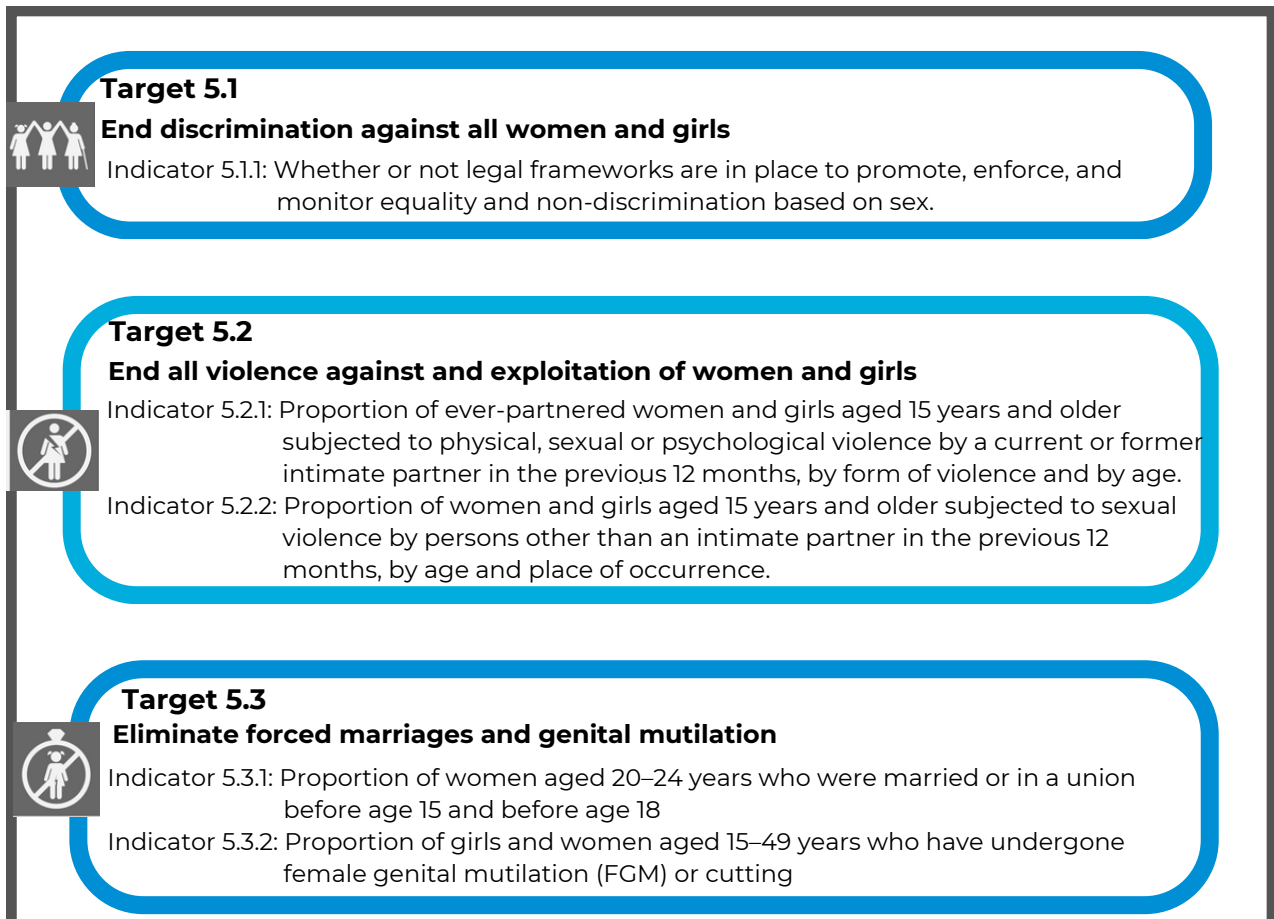 Target 5.1
End discrimination against all women and girls
Indicator 5.1.1: Whether or not legal frameworks are in place to promote, enforce, and
monitor equality and non-discrimination based on sex.
Target 5.2
End all violence against and exploitation of women and girls
Indicator 5.2.1: Proportion of ever-partnered women and girls aged 15 years and older
subjected to physical, sexual or psychological violence by a current or former
intimate partner in the previous 12 months, by form of violence and by age.
Indicator 5.2.2: Proportion of women and girls aged 15 years and older subjected to sexual
violence by persons other than an intimate partner in the previous 12
months, by age and place of occurrence.
Target 5.3
Eliminate forced marriages and genital mutilation
Indicator 5.3.1: Proportion of women aged 20–24 years who were married or in a union
before age 15 and before age 18
Indicator 5.3.2: Proportion of girls and women aged 15–49 years who have undergone
female genital mutilation (FGM) or cutting